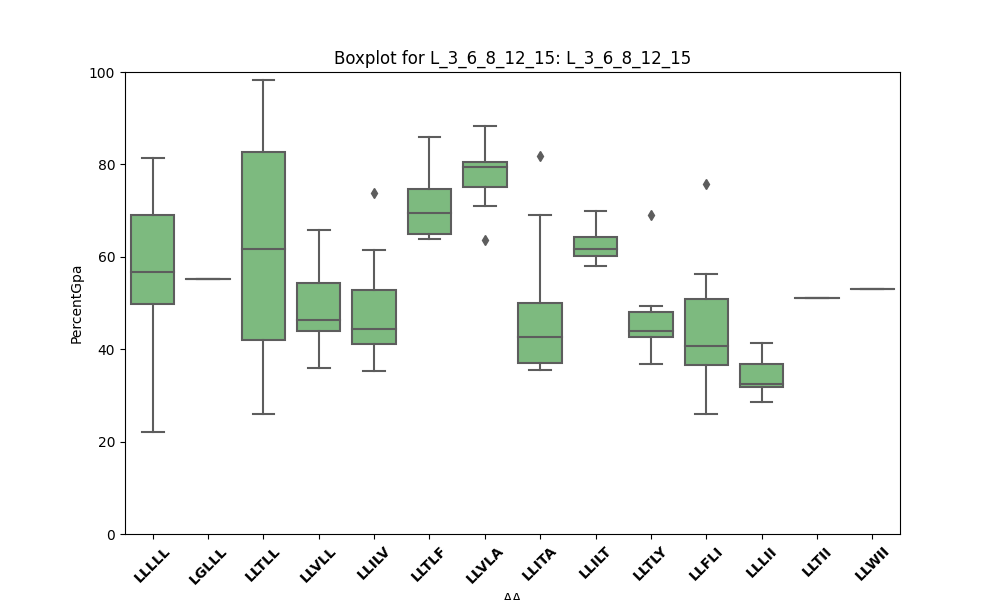 Boxplot for L_3_6_8_12_15: L_3_6_8_12_15
100
80
60
40
20
0
PercentGpa
LLLLL LGLLL LLTLL LLVLL LLILV LLTLF LLVLA LLITA LLILT LLTLY LLFLI LLLII LLTII LLWII
AA